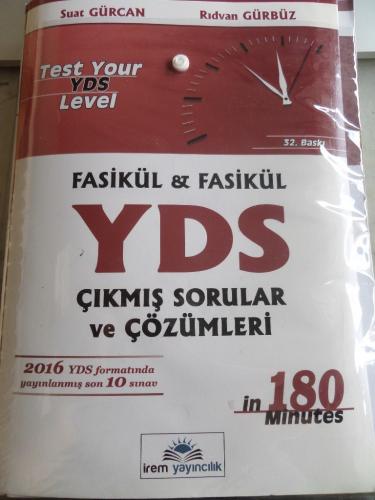 Suat GÜRCAN Rıdvan GÜRBÜZ
Test Your
YDS
Level
32. Baskı
FASİKÜL & FASİKÜL
YDS
ÇIKMIŞ SORULAR
ve ÇÖZÜMLERİ
2016 YDS formatında
yayınlanmış son 10 sınav
in 180
Minutes
irem yayıncılık